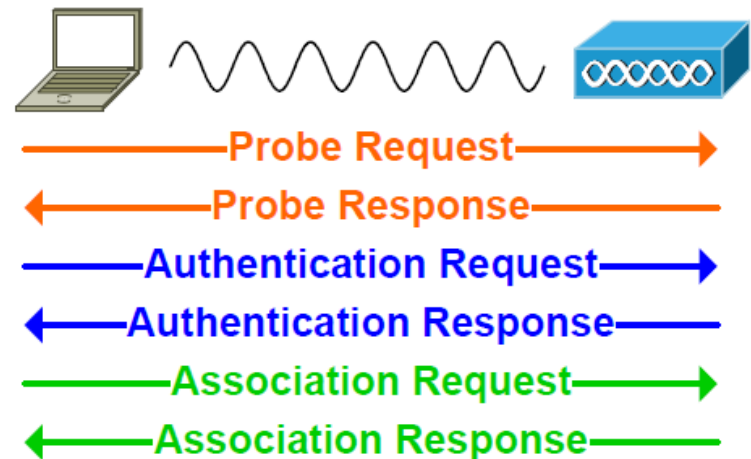 Probe Request
Probe Response
Authentication Request
Authentication Response
Association Request
Association Response